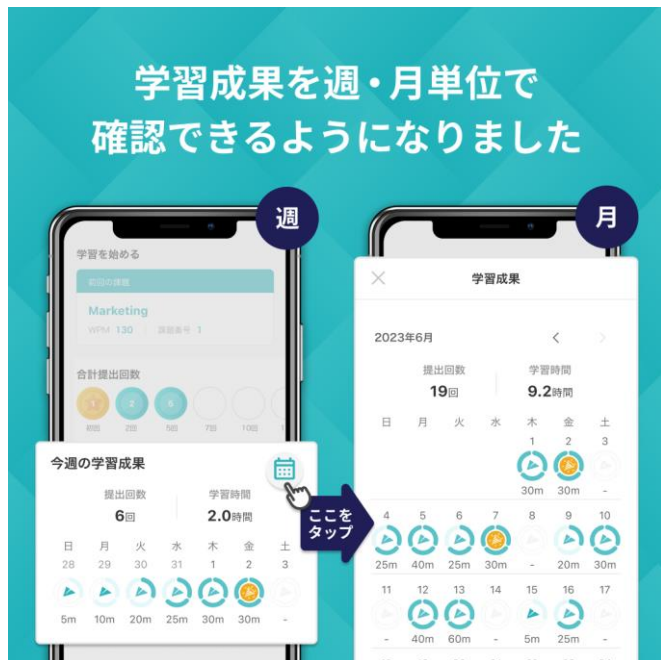 学習成果を週・月単位で
確認できるようになりました
週
学習を始める
前回の課題
Marketing
WPM 130 課題番号 1
合計提出回数
1 2 5
初回 2回 5回 7回 10回
今週の学習成果
提出回数 学習時間
6回 2.0時間
日 月 火 水 木 金 土
28 29 30 31 1 2 3
5m 10m 20m 25m 30m 30m -
ここを
タップ
月
学習成果
2023年6月
提出回数 学習時間
19回 9.2時間
日 月 火 水 木 金 土
1 2 3
30m 30m -
4 5 6 7 8 9 10
25m 40m 25m 30m - 20m 30m
11 12 13 14 15 16 17
- 40m 60m - 5m 25m -